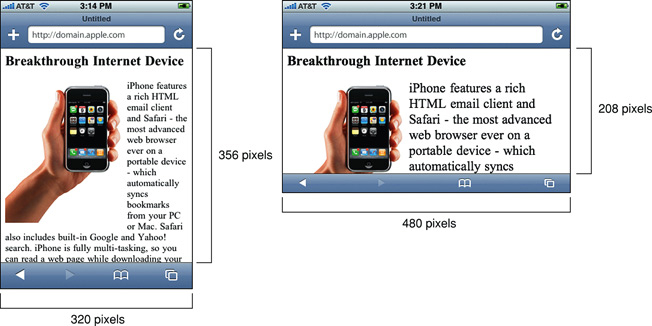 AT&T 3:14 PM
Untitled
http://domain.apple.com
Breakthrough Internet Device
iPhone features
a rich HTML
email client
and Safari - the
most advanced
web browser
ever on a
portable device
- which
automatically
syncs
bookmarks
from your PC
or Mac. Safari
also includes built-in Google and Yahoo!
search. iPhone is fully multi-tasking, so you
can read a web page while downloading your
356 pixels
320 pixels
AT&T 3:21 PM
Untitled
http://domain.apple.com
Breakthrough Internet Device
iPhone features a rich
HTML email client and
Safari - the most advanced
web browser ever on a
portable device - which
automatically syncs
208 pixels
480 pixels